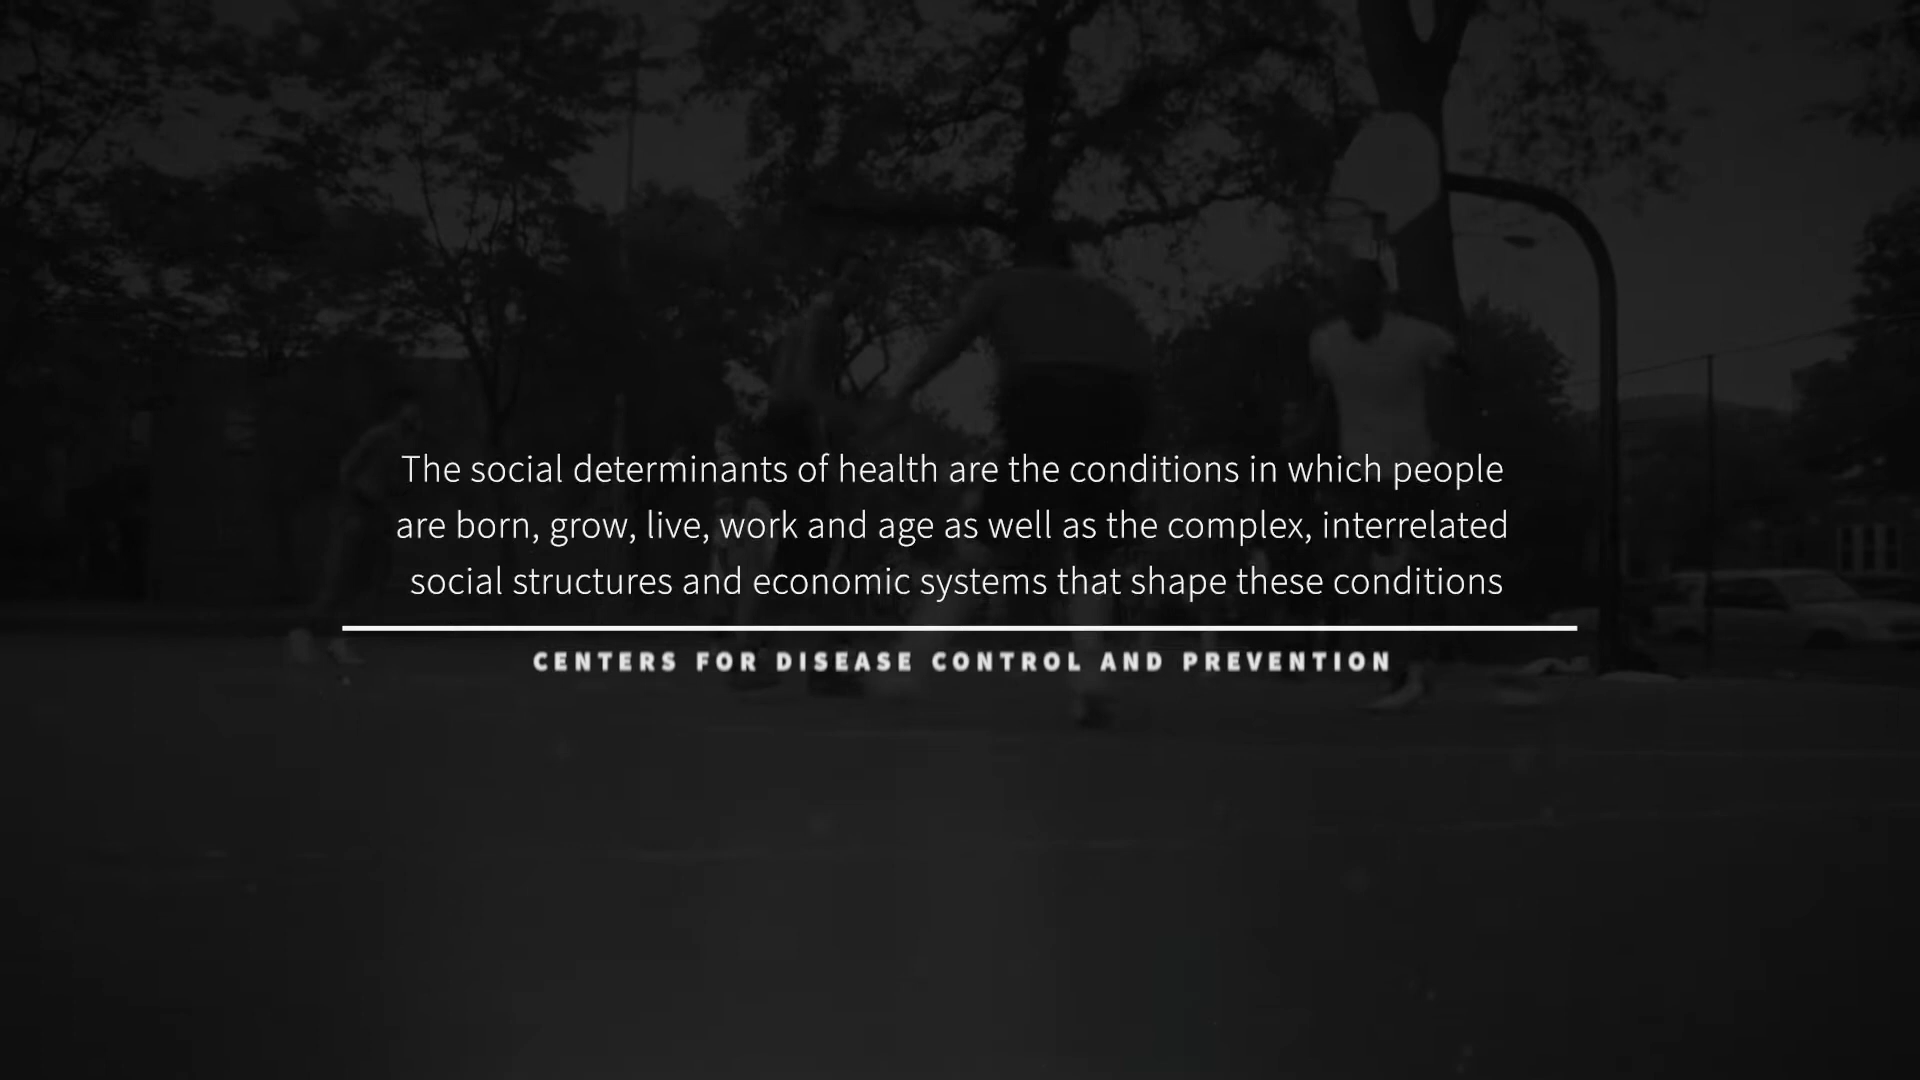 The social determinants of health are the conditions in which people
are born, grow, live, work and age as well as the complex, interrelated
social structures and economic systems that shape these conditions
CENTERS FOR DISEASE CONTROL AND PREVENTION